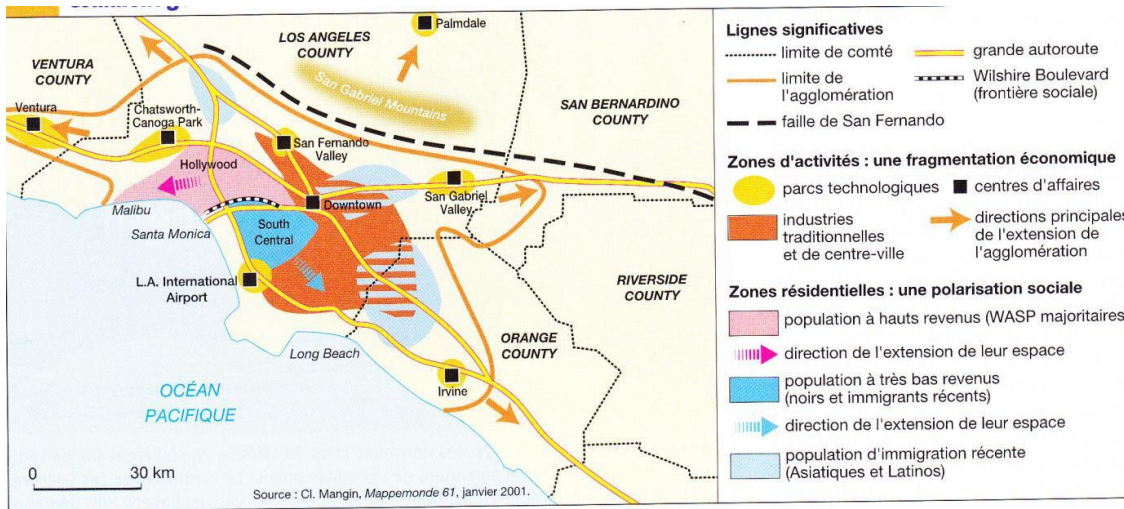 Palmdale
LOS ANGELES
COUNTY
VENTURA
COUNTY
San Gabriel Mountains
SAN BERNARDINO
COUNTY
Ventura
Chatsworth-
Canoga Park
San Fernando
Valley
Hollywood
San Gabriel
Valley
Malibu
Downtown
Santa Monica
South
Central
L.A. International
Airport
RIVERSIDE
COUNTY
ORANGE
COUNTY
Long Beach
Irvine
OCÉAN
PACIFIQUE
0 30 km
Source : Cl. Mangin, Mappemonde 61, janvier 2001.
Lignes significatives
limite de comté
grande autoroute
limite de
l'agglomération
Wilshire Boulevard
(frontière sociale)
faille de San Fernando
Zones d'activités : une fragmentation économique
parcs technologiques
centres d'affaires
industries
traditionnelles
et de centre-ville
directions principales
de l'extension de
l'agglomération
Zones résidentielles : une polarisation sociale
population à hauts revenus (WASP majoritaires
direction de l'extension de leur espace
population à très bas revenus
(noirs et immigrants récents)
direction de l'extension de leur espace
population d'immigration récente
(Asiatiques et Latinos)